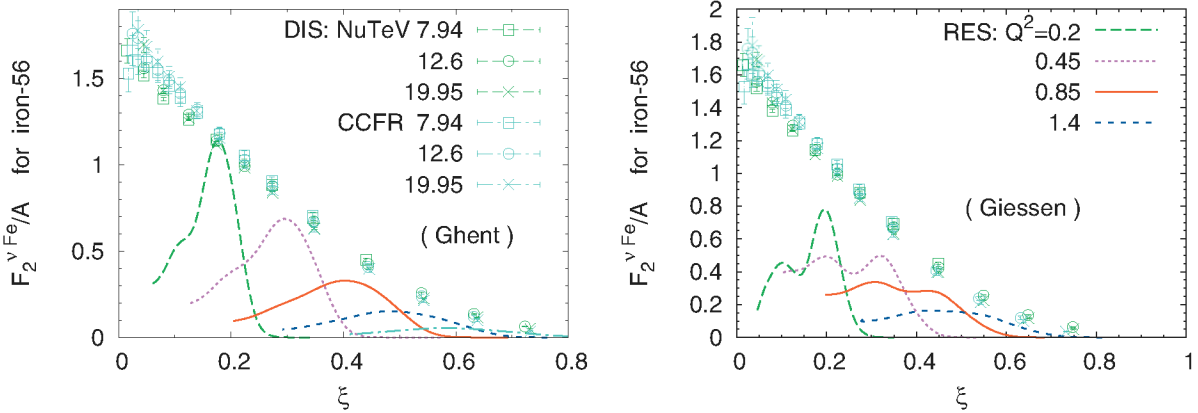 F₂^ν Fe/A for iron-56
1.5
1
0.5
0
DIS: NuTeV 7.94
12.6
19.95
CCFR 7.94
12.6
19.95
( Ghent )
0 0.2 0.4 0.6 0.8
ξ
F₂^ν Fe/A for iron-56
2
1.8
1.6
1.4
1.2
1
0.8
0.6
0.4
0.2
0
RES: Q²=0.2
0.45
0.85
1.4
( Giessen )
0 0.2 0.4 0.6 0.8 1
ξ